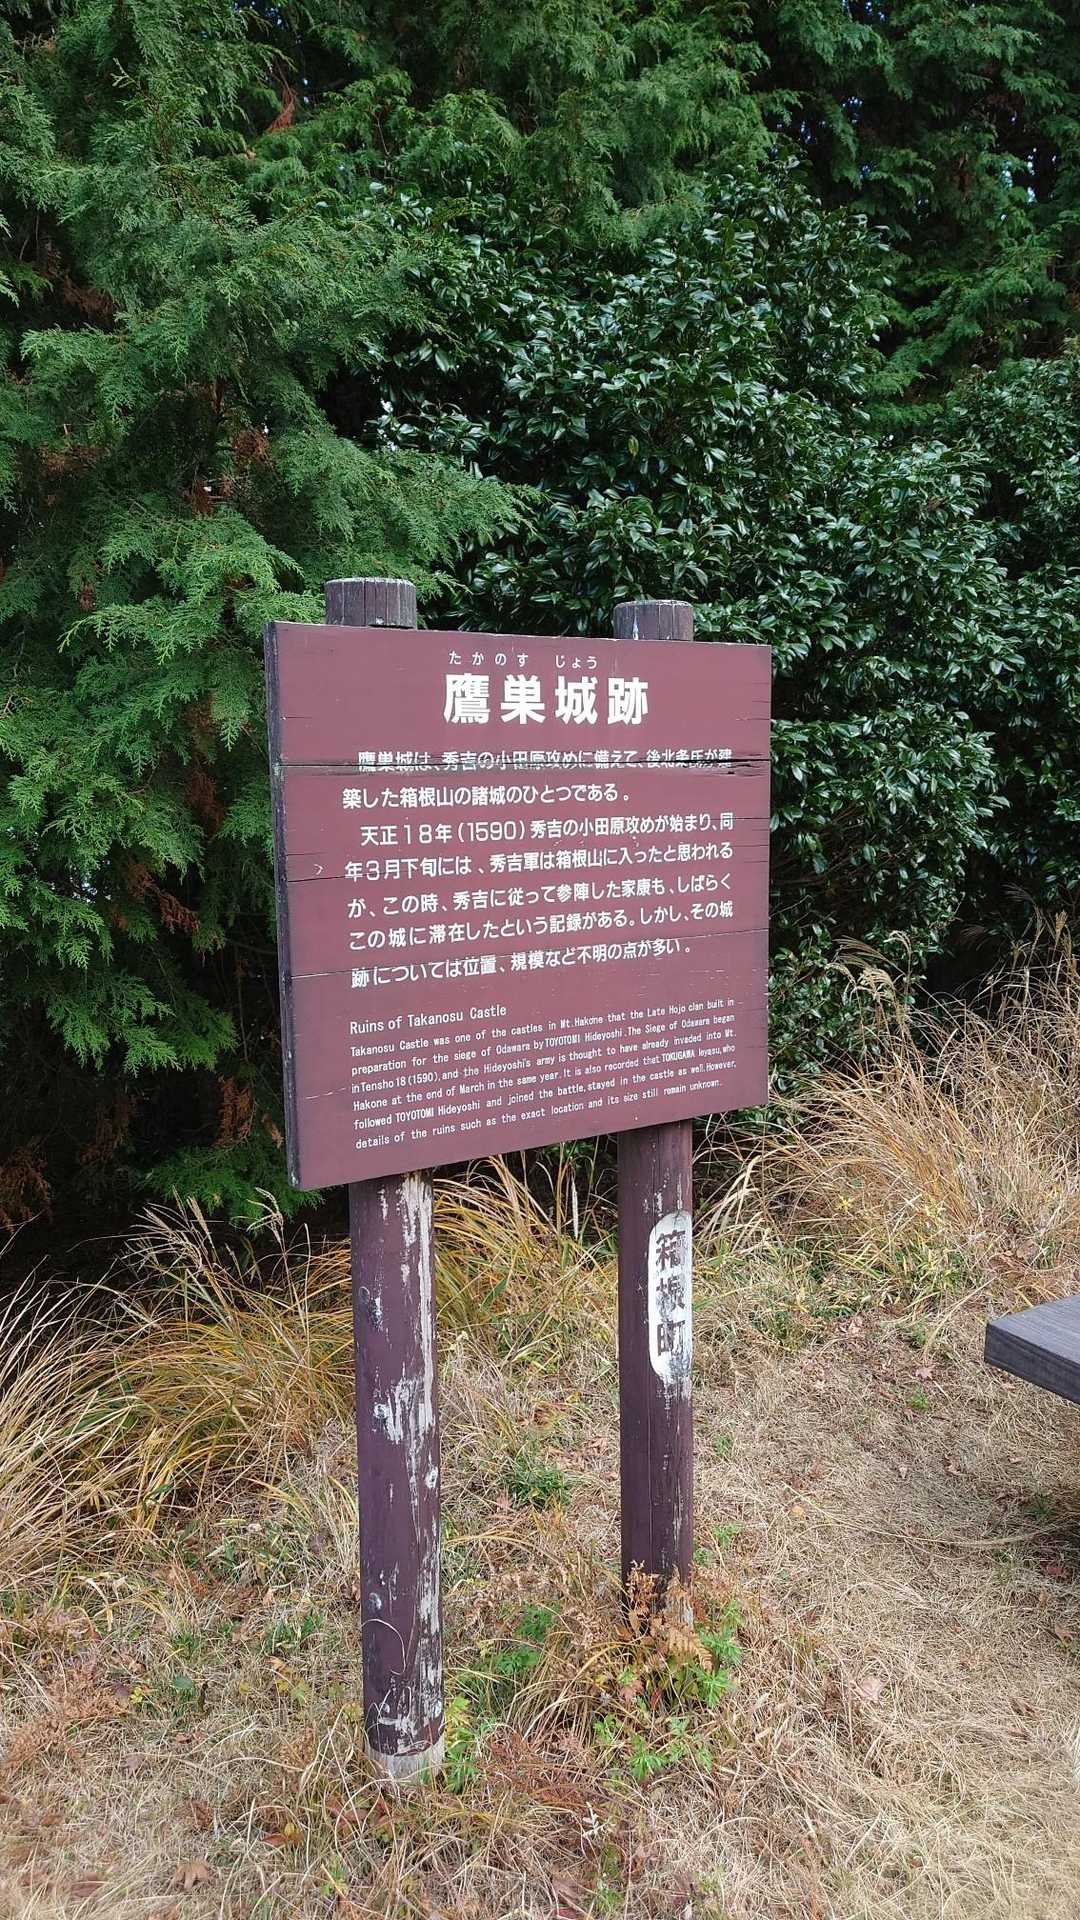 たかのす じょう
鷹巣城跡
鷹巣城は、秀吉の小田原攻めに備えて、後北条氏が建
築した箱根山の諸城のひとつである。
天正18年(1590)秀吉の小田原攻めが始まり、同
年3月下旬には、秀吉軍は箱根山に入ったと思われる
が、この時、秀吉に従って参陣した家康も、しばらく
この城に滞在したという記録がある。しかし、その城
跡については位置、規模など不明の点が多い。
Ruins of Takanosu Castle
Takanosu Castle was one of the castles in Mt.Hakone that the Late Hojo clan built in
preparation for the siege of Odawara by TOYOTOMI Hideyoshi. The Siege of Odawara began
in Tensho 18 (1590), and the Hideyoshi's army is thought to have already invaded into Mt.
Hakone at the end of March in the same year. It is also recorded that TOKUGAWA Ieyasu, who
followed TOYOTOMI Hideyoshi and joined the battle, stayed in the castle as well. However,
details of the ruins such as the exact location and its size still remain unknown.
箱根町